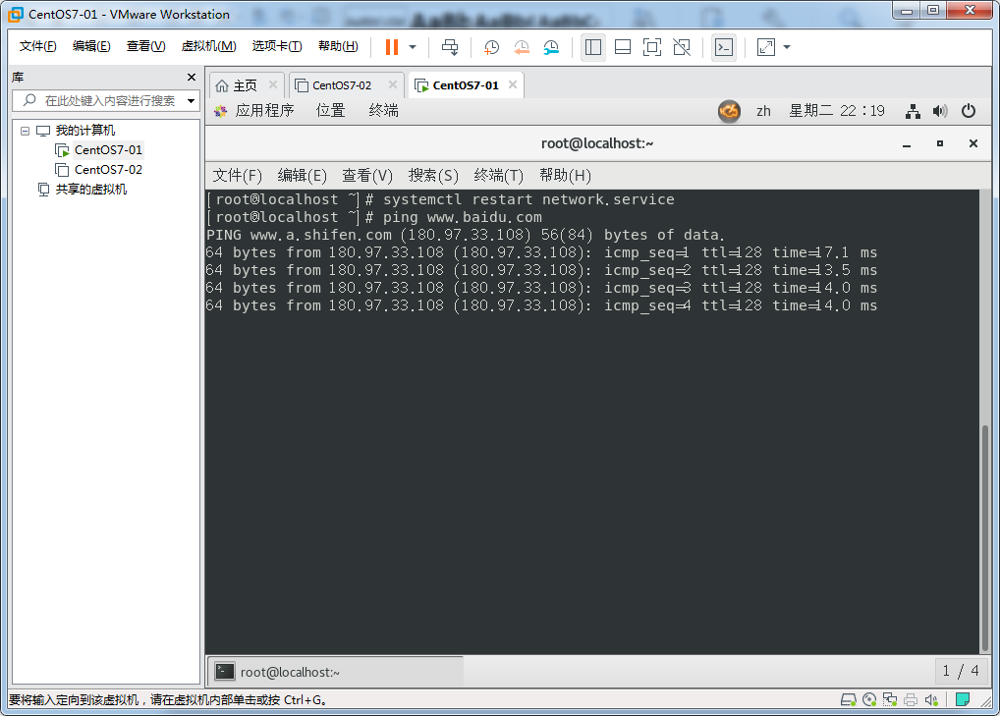 CentOS7-01 - VMware Workstation
文件(F) 编辑(E) 查看(V) 虚拟机(M) 选项卡(T) 帮助(H)
库
在此处键入内容进行搜索
我的计算机
CentOS7-01
CentOS7-02
共享的虚拟机
主页 CentOS7-02 CentOS7-01
应用程序 位置 终端 zh 星期二 22：19
root@localhost:~
文件(F) 编辑(E) 查看(V) 搜索(S) 终端(T) 帮助(H)
[root@localhost ~]# systemctl restart network.service
[root@localhost ~]# ping www.baidu.com
PING www.a.shifen.com (180.97.33.108) 56(84) bytes of data.
64 bytes from 180.97.33.108 (180.97.33.108): icmp_seq=1 ttl=128 time=17.1 ms
64 bytes from 180.97.33.108 (180.97.33.108): icmp_seq=2 ttl=128 time=13.5 ms
64 bytes from 180.97.33.108 (180.97.33.108): icmp_seq=3 ttl=128 time=14.0 ms
64 bytes from 180.97.33.108 (180.97.33.108): icmp_seq=4 ttl=128 time=14.0 ms
root@localhost:~ 1 / 4
要将输入定向到该虚拟机，请在虚拟机内部单击或按 Ctrl+G。